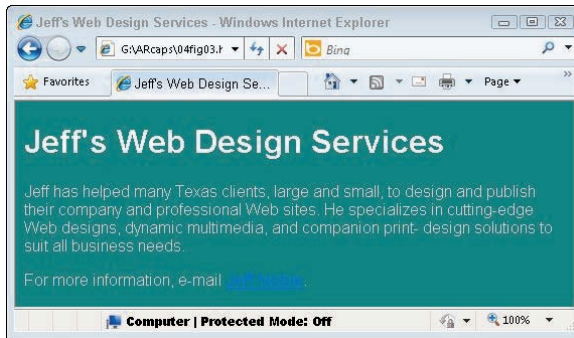 Jeff's Web Design Services - Windows Internet Explorer
G:\ARcaps\04fig03.h Bing
Favorites Jeff's Web Design Se... Page
Jeff's Web Design Services
Jeff has helped many Texas clients, large and small, to design and publish
their company and professional Web sites. He specializes in cutting-edge
Web designs, dynamic multimedia, and companion print- design solutions to
suit all business needs.
For more information, e-mail Jeff Noble.
Computer | Protected Mode: Off 100%